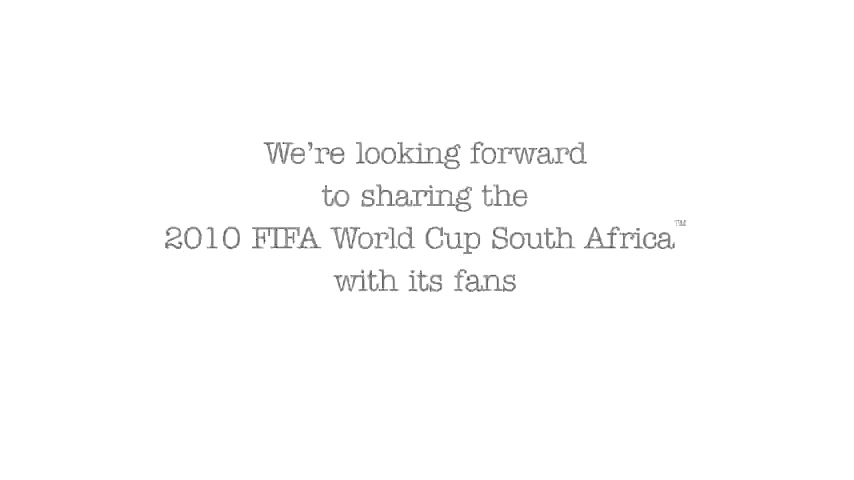 We're looking forward
to sharing the
2010 FIFA World Cup South Africa™
with its fans